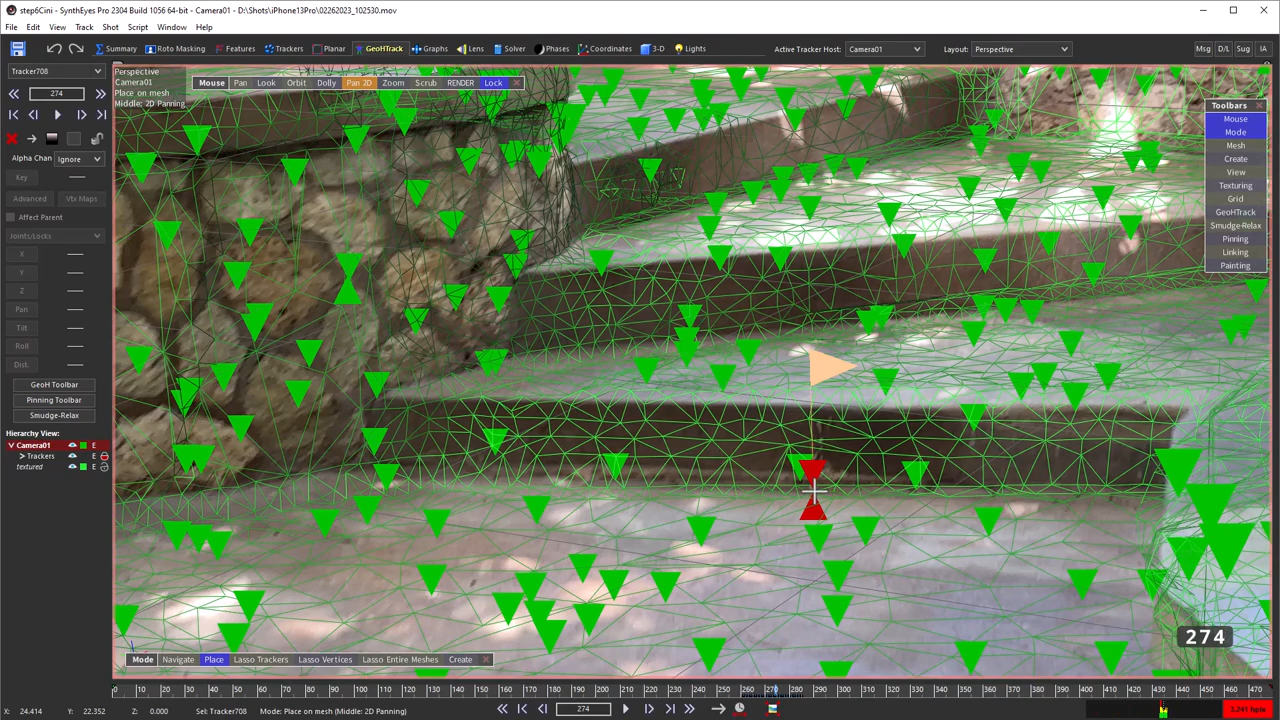 step6Cini - SynthEyes Pro 2304 Build 1056 64-bit - Camera01 - D:\Shots\iPhone13Pro\02262023_102530.mov
File Edit View Track Shot Script Window Help
Summary Roto Masking Features Trackers Planar GeoHTrack Graphs Lens Solver Phases Coordinates 3-D Lights Active Tracker Host: Camera01 Layout: Perspective Msg D/L Sug IA
Tracker708
274
Alpha Chan Ignore
Key
Advanced Vtx Maps
Affect Parent
Joints/Locks
X
Y
Z
Pan
Tilt
Roll
Dist.
GeoH Toolbar
Pinning Toolbar
Smudge-Relax
Hierarchy View:
Camera01 E
Trackers E
textured E
Perspective
Camera01
Place on mesh
Middle: 2D Panning
Mouse Pan Look Orbit Dolly Pan 2D Zoom Scrub RENDER Lock
Toolbars
Mouse
Mode
Mesh
Create
View
Texturing
Grid
GeoHTrack
Smudge-Relax
Pinning
Linking
Painting
274
Mode Navigate Place Lasso Trackers Lasso Vertices Lasso Entire Meshes Create
0 10 20 30 40 50 60 70 80 90 100 110 120 130 140 150 160 170 180 190 200 210 220 230 240 250 260 270 280 290 300 310 320 330 340 350 360 370 380 390 400 410 420 430 440 450 460 470
X: 24.414 Y: 22.352 Z: 0.000 Sel: Tracker708 Mode: Place on mesh (Middle: 2D Panning) 274 3.241 hpix